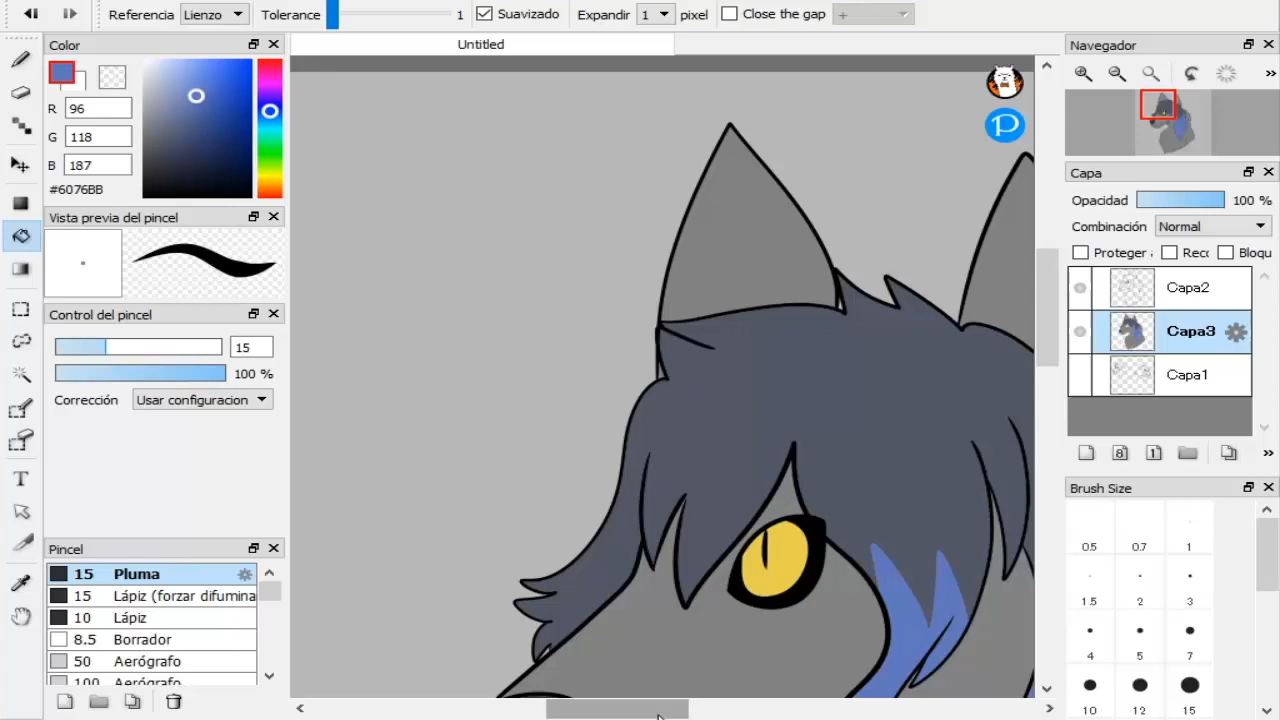 Referencia Lienzo Tolerance 1 Suavizado Expandir 1 pixel Close the gap +
Color
R 96
G 118
B 187
#6076BB
Vista previa del pincel
Control del pincel
15
100 %
Corrección Usar configuracion
Pincel
15 Pluma
15 Lápiz (forzar difumina
10 Lápiz
8.5 Borrador
50 Aerógrafo
100 Aerógrafo
Untitled
P
Navegador
Capa
Opacidad 100 %
Combinación Normal
Proteger Recc Bloqu
Capa2
Capa3
Capa1
Brush Size
0.5 0.7 1
1.5 2 3
4 5 7
10 12 15